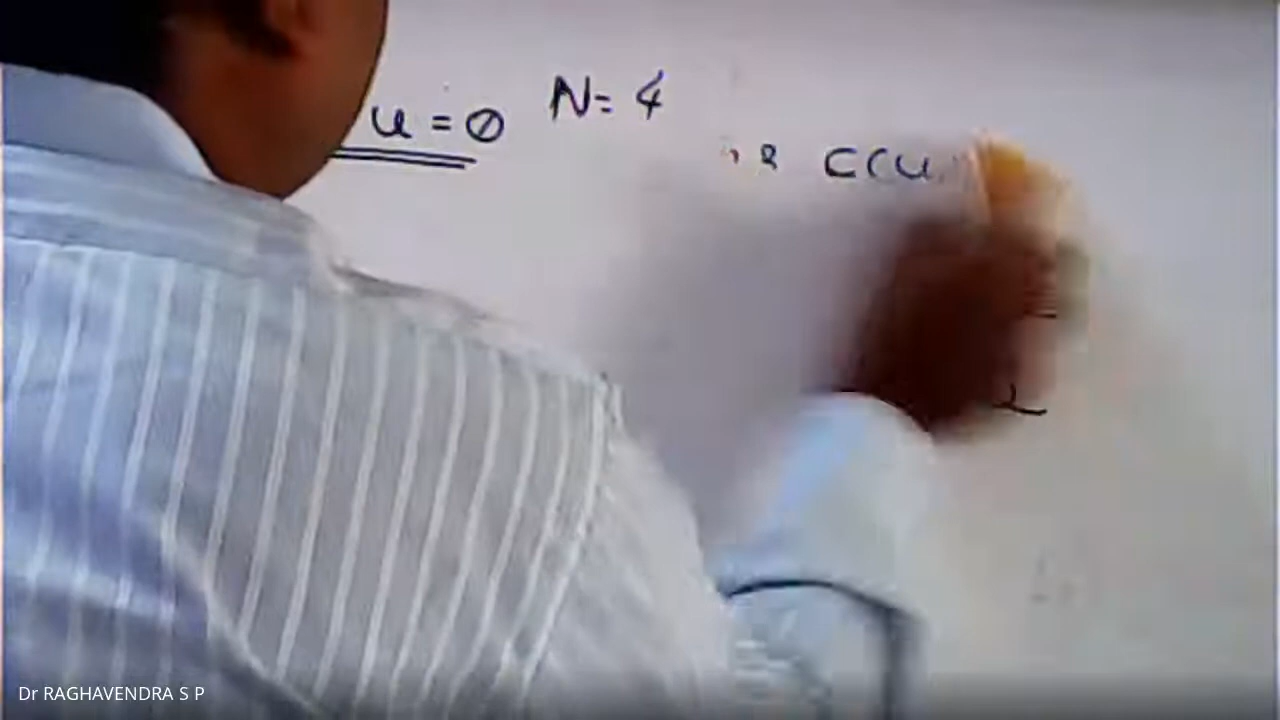 u = 0 N = 4
C(u,
Dr RAGHAVENDRA S P